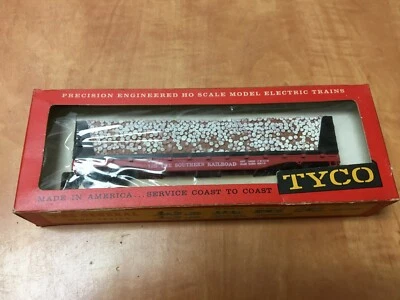 PRECISION ENGINEERED HO SCALE MODEL ELECTRIC TRAINS
SOUTHERN RAILROAD
TYCO
MADE IN AMERICA...SERVICE COAST TO COAST